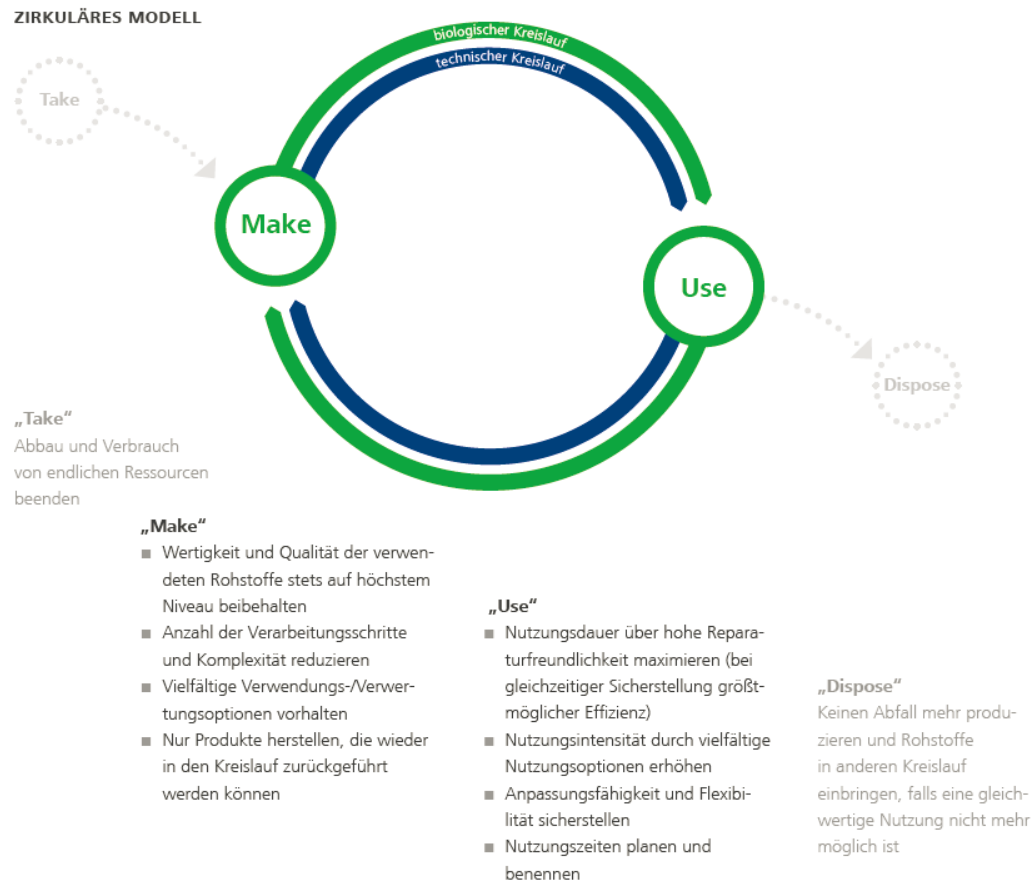 ZIRKULÄRES MODELL
biologischer Kreislauf
technischer Kreislauf
Take
Make
Use
Dispose
„Take“
Abbau und Verbrauch
von endlichen Ressourcen
beenden
„Make“
■ Wertigkeit und Qualität der verwen-
deten Rohstoffe stets auf höchstem
Niveau beibehalten
■ Anzahl der Verarbeitungsschritte
und Komplexität reduzieren
■ Vielfältige Verwendungs-/Verwer-
tungsoptionen vorhalten
■ Nur Produkte herstellen, die wieder
in den Kreislauf zurückgeführt
werden können
„Use“
■ Nutzungsdauer über hohe Repara-
turfreundlichkeit maximieren (bei
gleichzeitiger Sicherstellung größt-
möglicher Effizienz)
■ Nutzungsintensität durch vielfältige
Nutzungsoptionen erhöhen
■ Anpassungsfähigkeit und Flexibi-
lität sicherstellen
■ Nutzungszeiten planen und
benennen
„Dispose“
Keinen Abfall mehr produ-
zieren und Rohstoffe
in anderen Kreislauf
einbringen, falls eine gleich-
wertige Nutzung nicht mehr
möglich ist